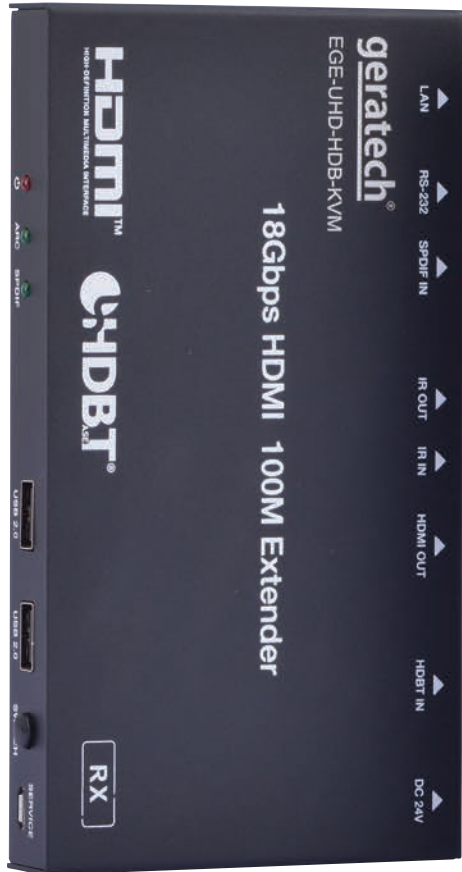 LAN
RS-232
SPDIF IN
IR OUT
IR IN
HDMI OUT
HDBT IN
DC 24V
geratech®
EGE-UHD-HDB-KVM
18Gbps HDMI 100M Extender
HDMI™
HIGH-DEFINITION MULTIMEDIA INTERFACE
HDBT®
ASE
RX
ARC
SPDIF
USB 2.0
USB 2.0
SERVICE